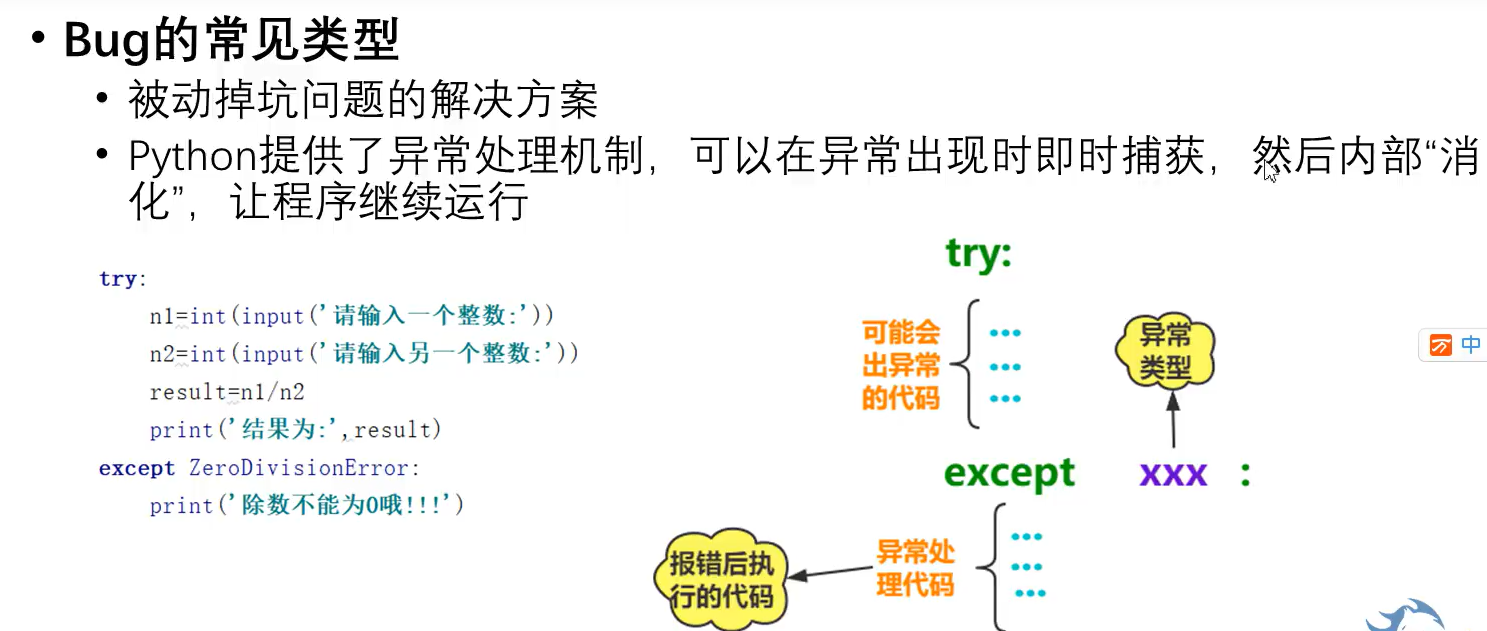 • Bug的常见类型
• 被动掉坑问题的解决方案
• Python提供了异常处理机制，可以在异常出现时即时捕获，然后内部“消
化”，让程序继续运行
try:
n1=int(input('请输入一个整数:'))
n2=int(input('请输入另一个整数:'))
result=n1/n2
print('结果为:',result)
except ZeroDivisionError:
print('除数不能为0哦!!!')
try:
可能会
出异常
的代码
...
...
...
异常
类型
except xxx :
报错后执
行的代码
异常处
理代码
...
...
...
万 中